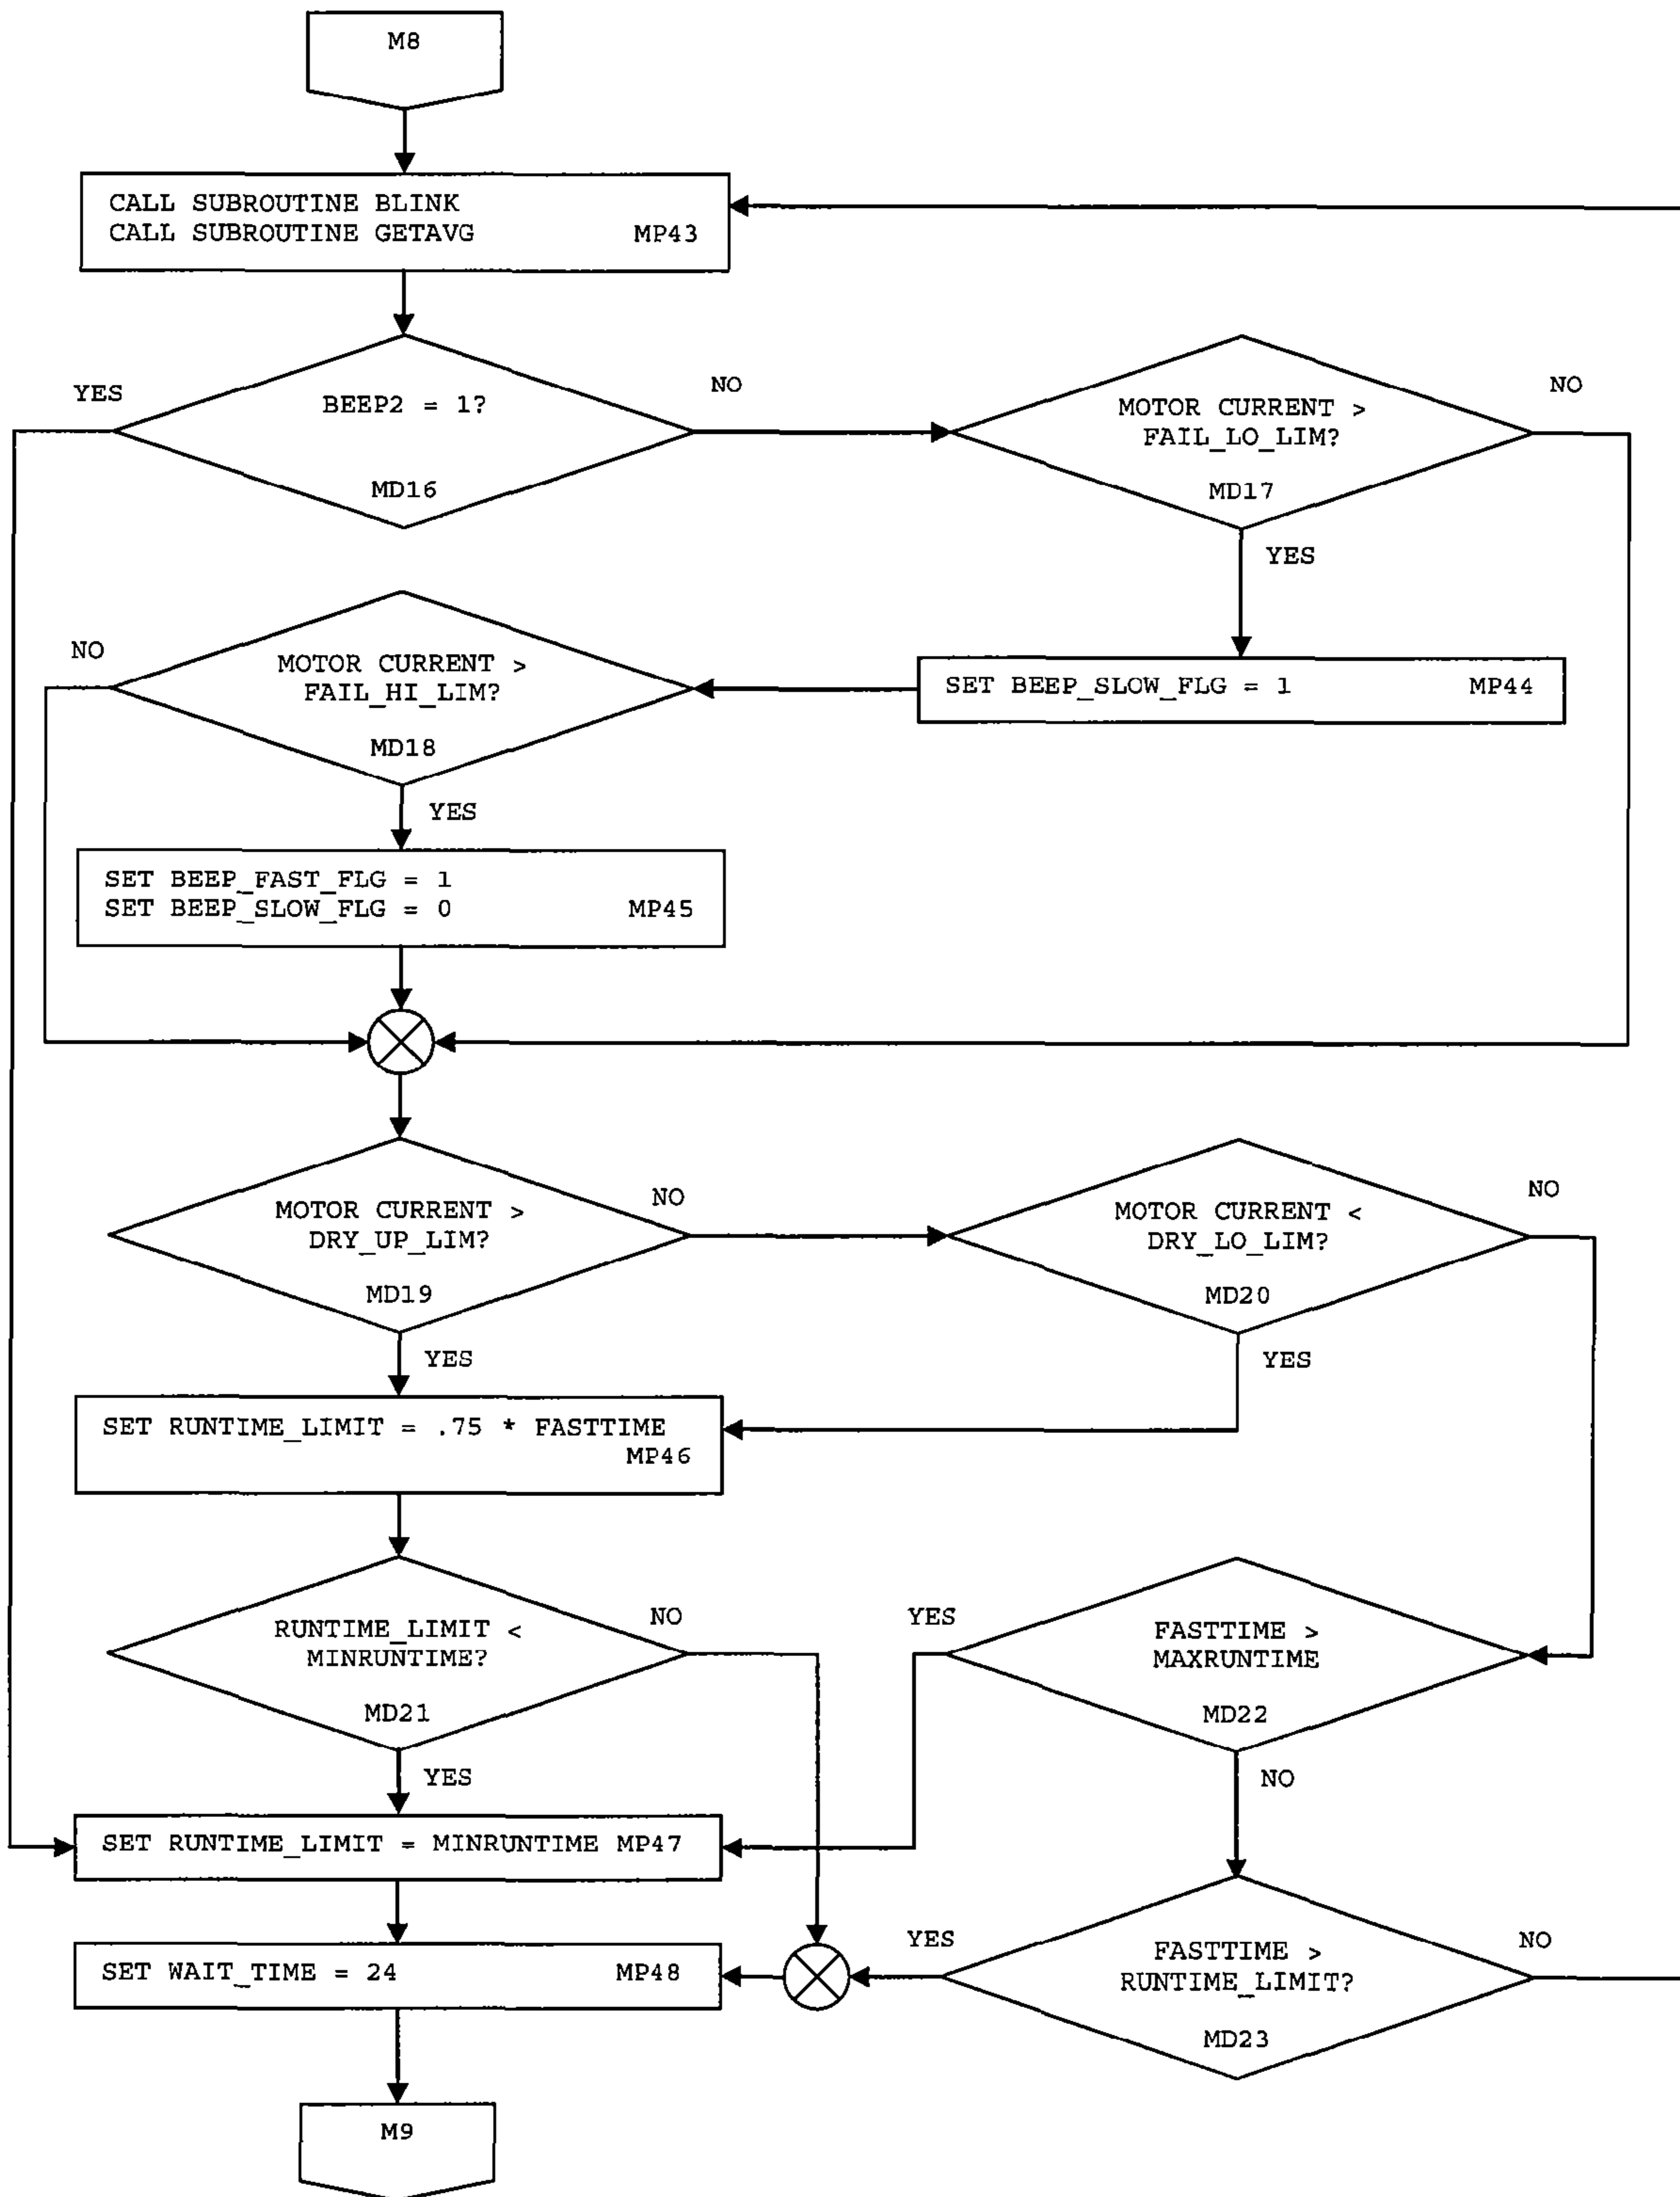 M8
CALL SUBROUTINE BLINK
CALL SUBROUTINE GETAVG MP43
YES
BEEP2 = 1?
MD16
NO
MOTOR CURRENT >
FAIL_LO_LIM?
MD17
NO
YES
NO
MOTOR CURRENT >
FAIL_HI_LIM?
MD18
SET BEEP_SLOW_FLG = 1 MP44
YES
SET BEEP_FAST_FLG = 1
SET BEEP_SLOW_FLG = 0 MP45
MOTOR CURRENT >
DRY_UP_LIM?
MD19
NO
MOTOR CURRENT <
DRY_LO_LIM?
MD20
NO
YES
YES
SET RUNTIME_LIMIT = .75 * FASTTIME
MP46
RUNTIME_LIMIT <
MINRUNTIME?
MD21
NO
YES
FASTTIME >
MAXRUNTIME
MD22
YES
NO
SET RUNTIME_LIMIT = MINRUNTIME MP47
SET WAIT_TIME = 24 MP48
YES
FASTTIME >
RUNTIME_LIMIT?
MD23
NO
M9